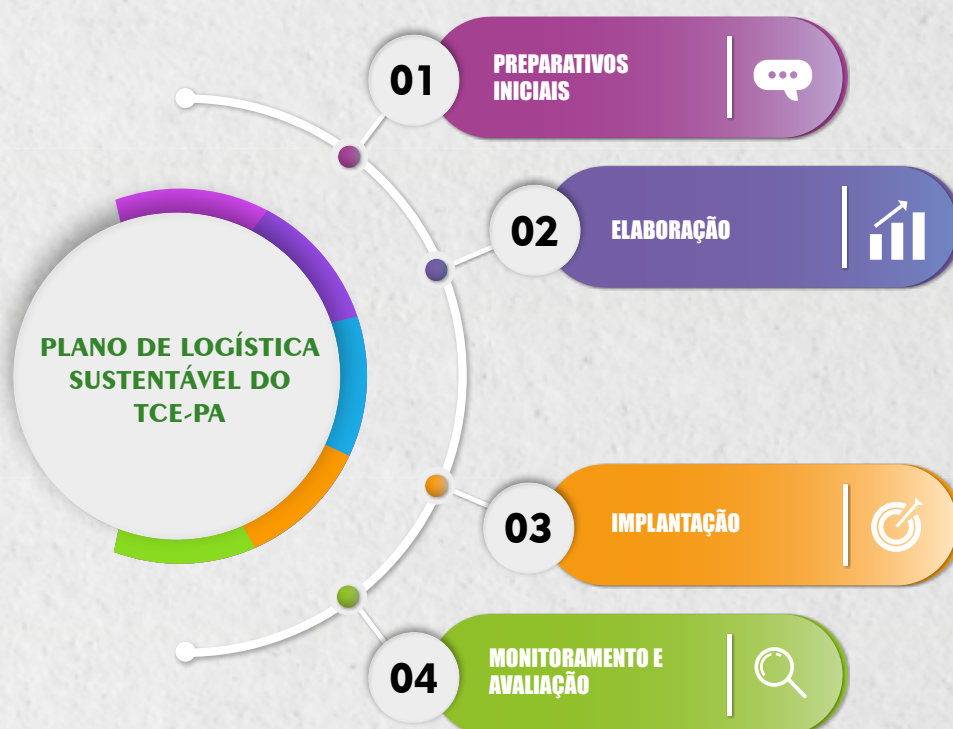 PLANO DE LOGÍSTICA
SUSTENTÁVEL DO
TCE-PA
01
PREPARATIVOS
INICIAIS
02
ELABORAÇÃO
03
IMPLANTAÇÃO
04
MONITORAMENTO E
AVALIAÇÃO